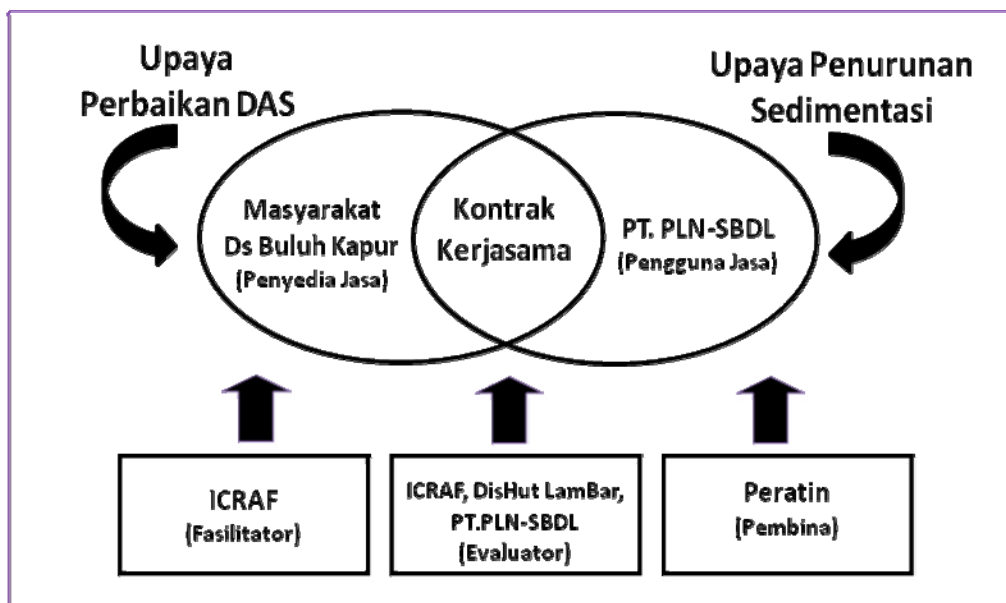 Upaya
Perbaikan DAS
Upaya Penurunan
Sedimentasi
Masyarakat
Ds Buluh Kapur
(Penyedia Jasa)
Kontrak
Kerjasama
PT. PLN-SBDL
(Pengguna Jasa)
ICRAF
(Fasilitator)
ICRAF, DisHut LamBar,
PT.PLN-SBDL
(Evaluator)
Peratin
(Pembina)